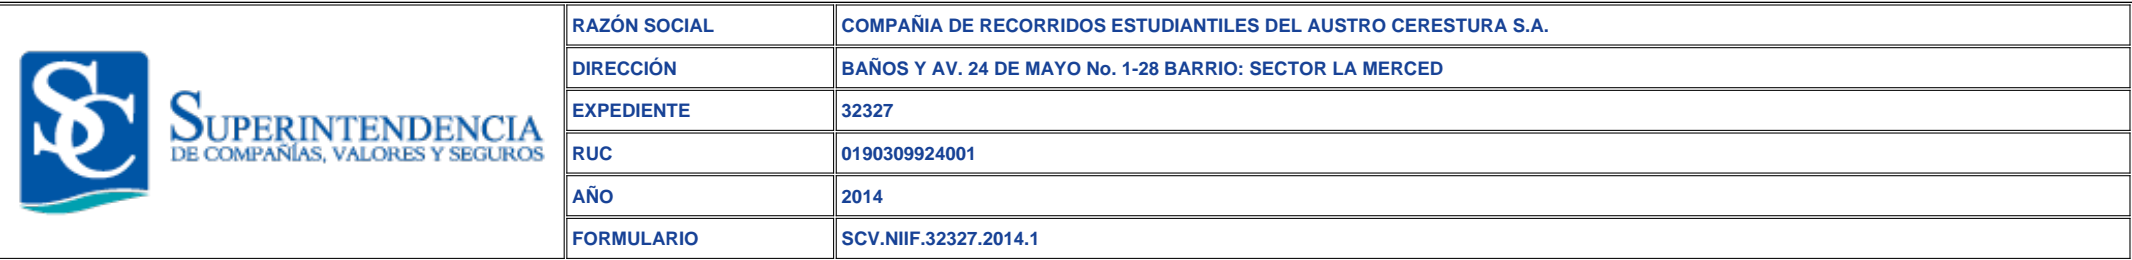 SC
SUPERINTENDENCIA
DE COMPAÑÍAS, VALORES Y SEGUROS
RAZÓN SOCIAL COMPAÑIA DE RECORRIDOS ESTUDIANTILES DEL AUSTRO CERESTURA S.A.
DIRECCIÓN BAÑOS Y AV. 24 DE MAYO No. 1-28 BARRIO: SECTOR LA MERCED
EXPEDIENTE 32327
RUC 0190309924001
AÑO 2014
FORMULARIO SCV.NIIF.32327.2014.1